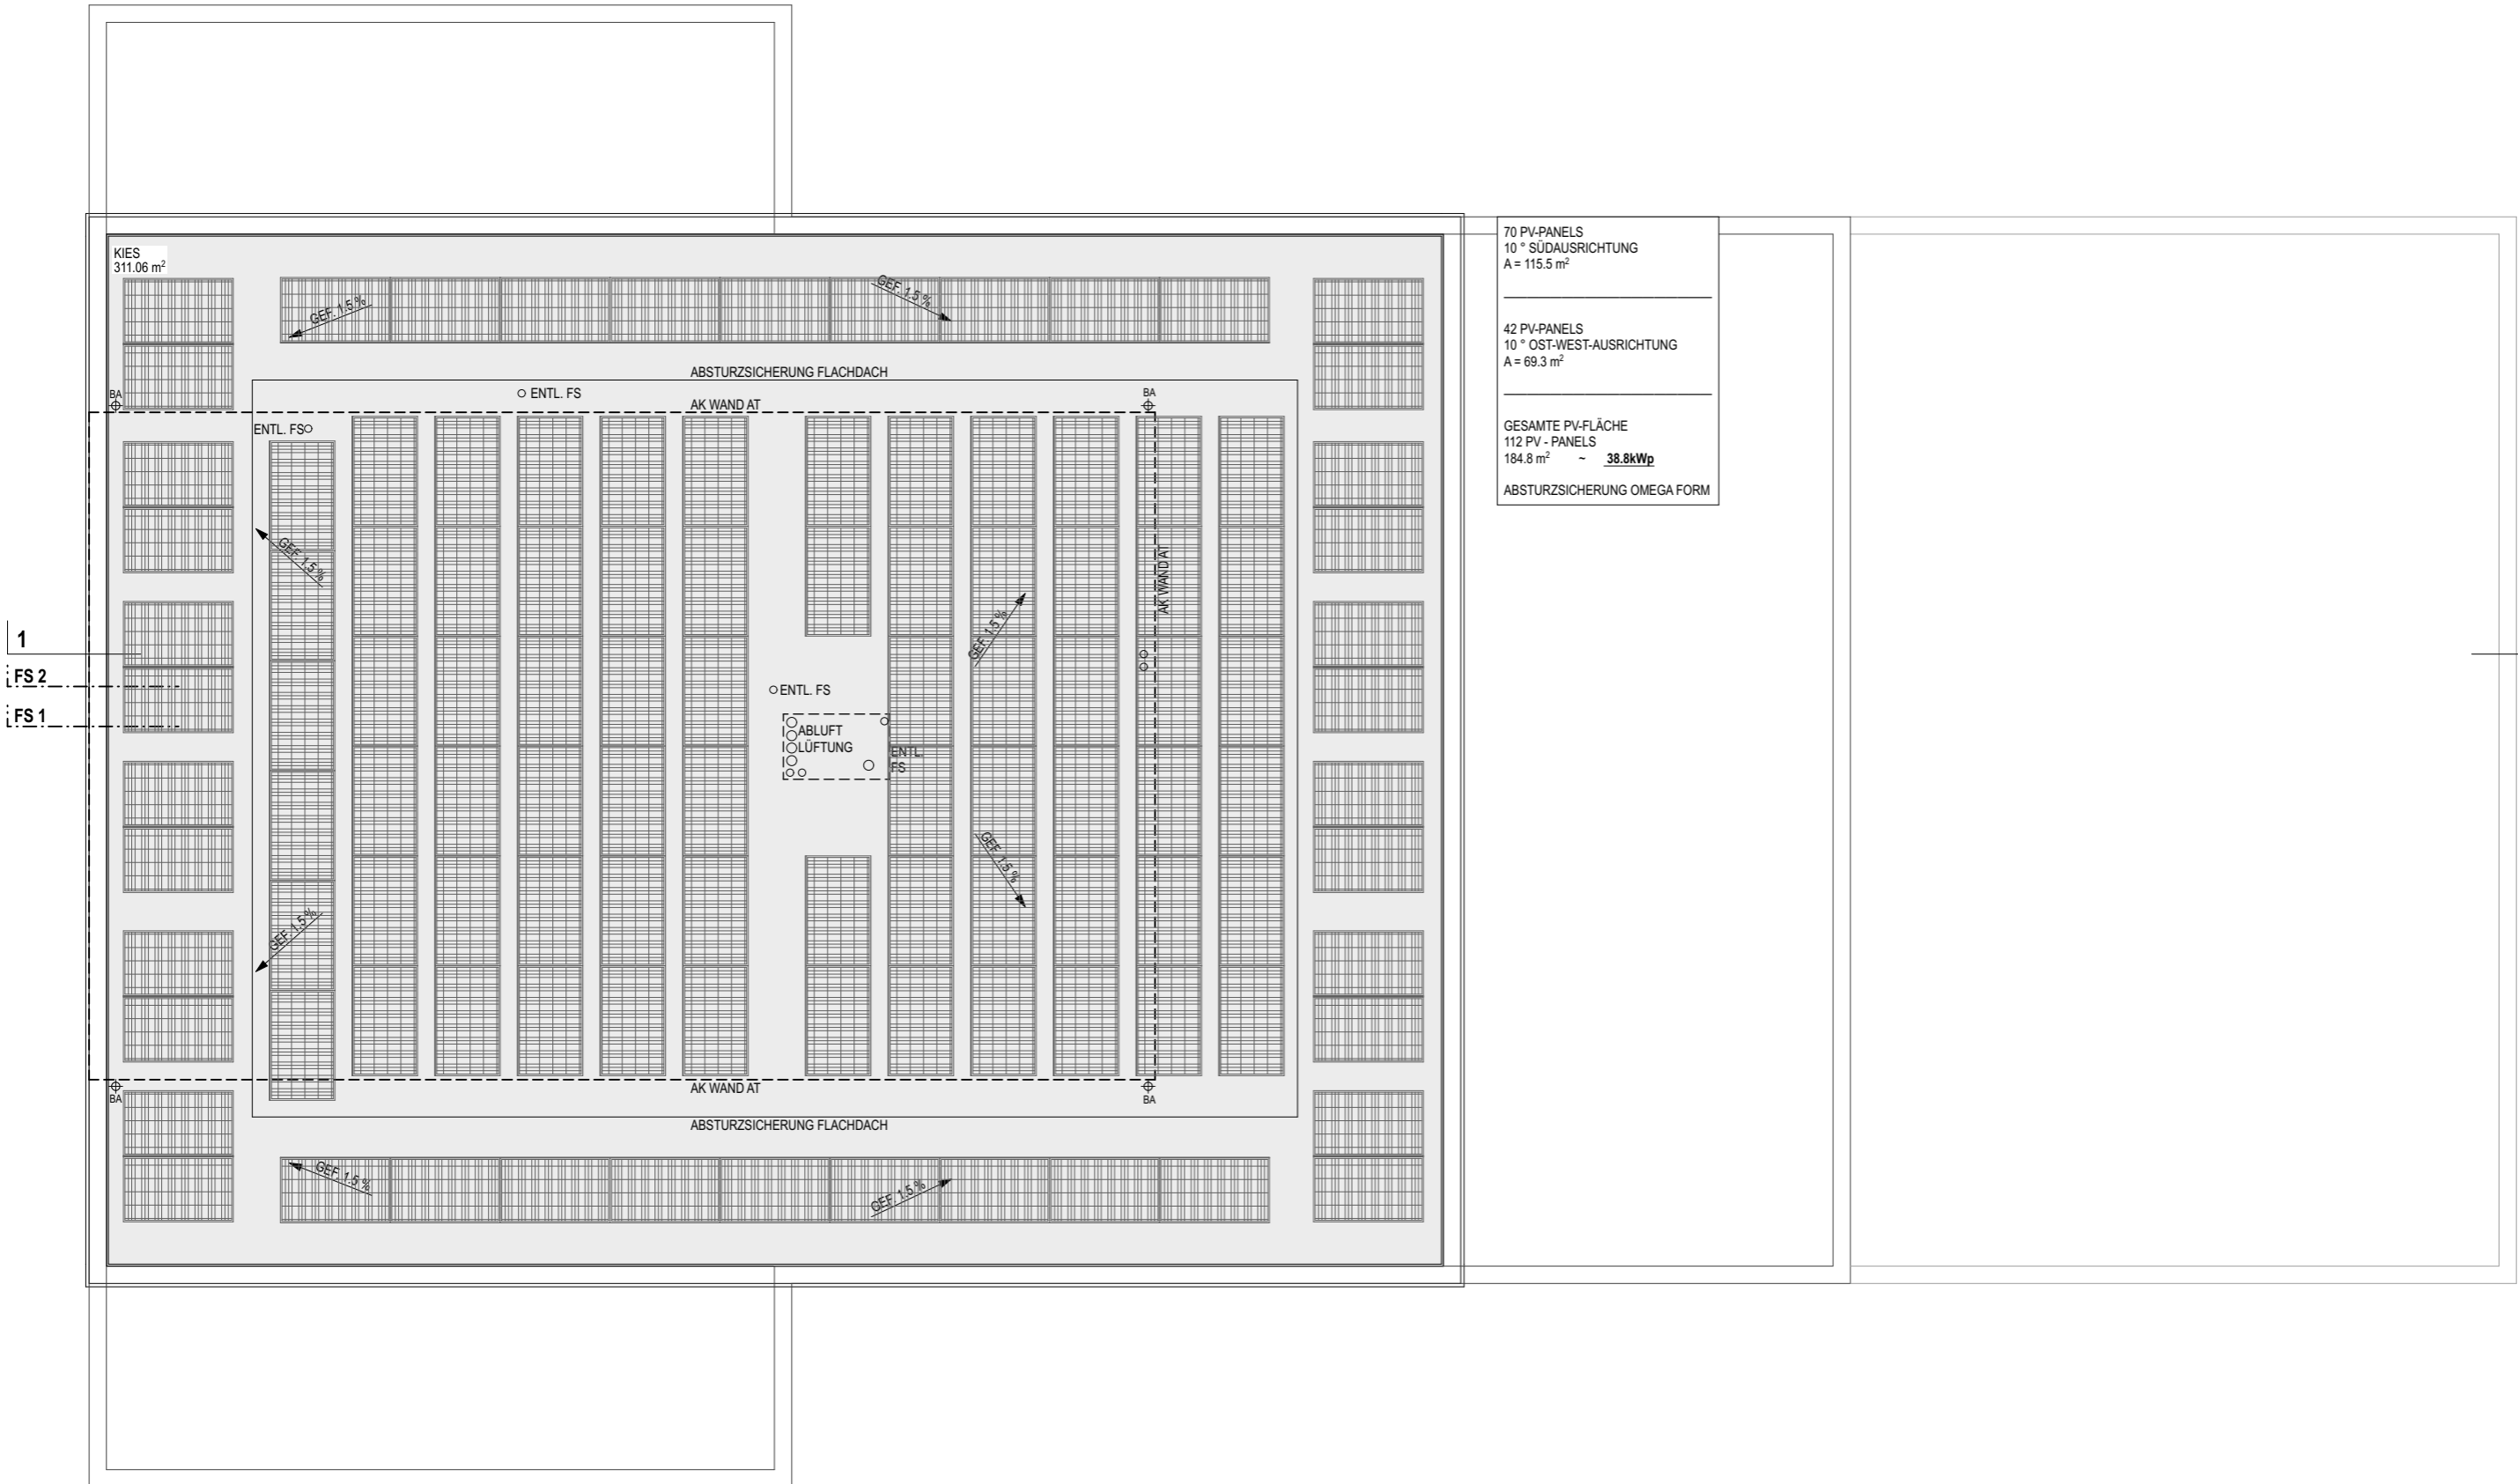 KIES
311.06 m²
GEF. 1.5 %
GEF. 1.5 %
70 PV-PANELS
10 ° SÜDAUSRICHTUNG
A = 115.5 m²
42 PV-PANELS
10 ° OST-WEST-AUSRICHTUNG
A = 69.3 m²
GESAMTE PV-FLÄCHE
112 PV - PANELS
184.8 m² ~ 38.8kWp
ABSTURZSICHERUNG OMEGA FORM
ABSTURZSICHERUNG FLACHDACH
BA
ENTL. FS
AK WAND AT
BA
ENTL. FS
GEF. 1.5 %
AK WAND AT
GEF. 1.5 %
1
FS 2
FS 1
ENTL. FS
ABLUFT
LÜFTUNG
ENTL.
FS
GEF. 1.5 %
GEF. 1.5 %
BA
AK WAND AT
BA
ABSTURZSICHERUNG FLACHDACH
GEF. 1.5 %
GEF. 1.5 %